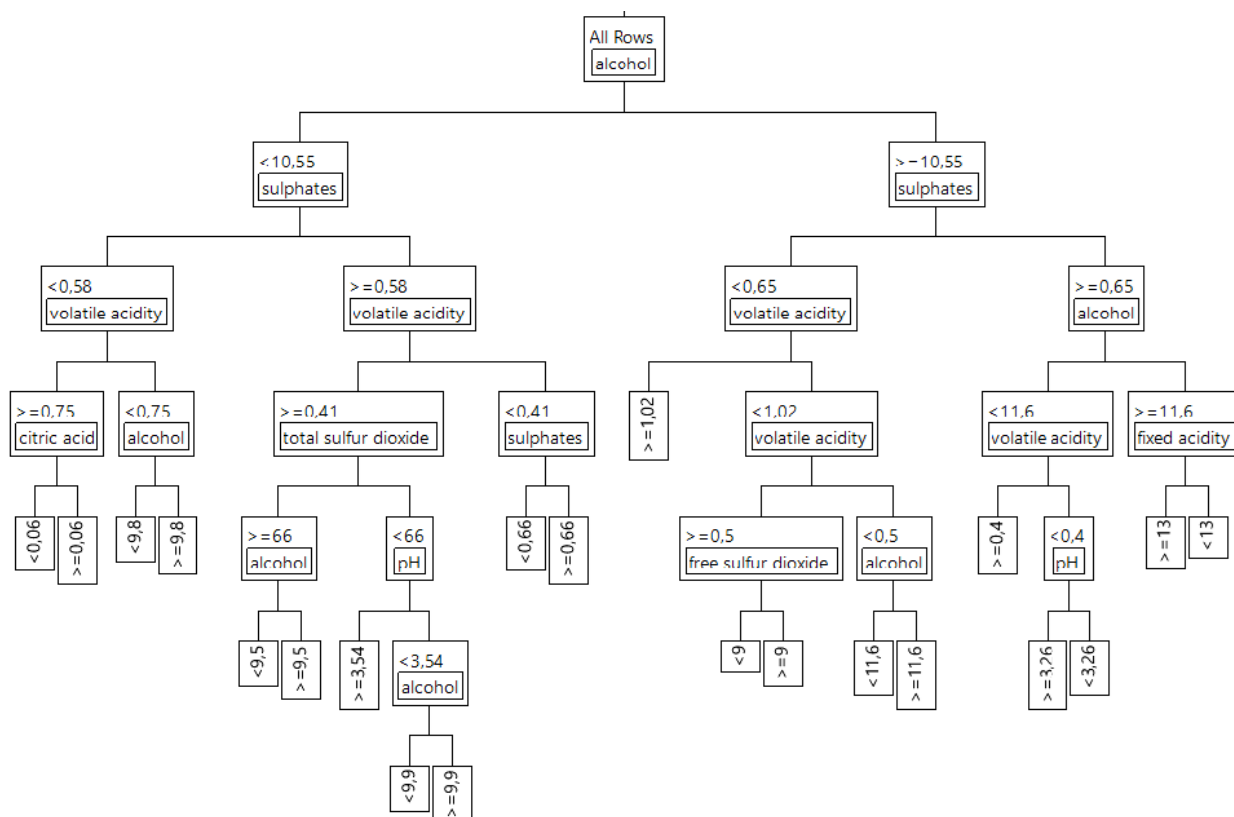 All Rows
alcohol
<10,55
sulphates
>=10,55
sulphates
<0,58
volatile acidity
>=0,58
volatile acidity
<0,65
volatile acidity
>=0,65
alcohol
>=0,75
citric acid
<0,75
alcohol
>=0,41
total sulfur dioxide
<0,41
sulphates
>=1,02
<1,02
volatile acidity
<11,6
volatile acidity
>=11,6
fixed acidity
<0,06
>=0,06
<9,8
>=9,8
>=66
alcohol
<66
pH
<0,66
>=0,66
>=0,5
free sulfur dioxide
<0,5
alcohol
>=0,4
<0,4
pH
>=13
<13
<9,5
>=9,5
>=3,54
<3,54
alcohol
<9
>=9
<11,6
>=11,6
>=3,26
<3,26
<9,9
>=9,9